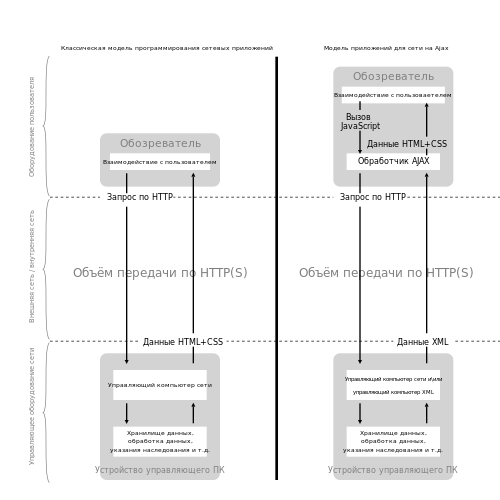 Классическая модель программирования сетевых приложений
Модель приложений для сети на Ajax
Оборудование пользователя
Внешняя сеть / внутренняя сеть
Управляющее оборудование сети
Обозреватель
Взаимодействие с пользователем
Запрос по HTTP
Объём передачи по HTTP(S)
Данные HTML+CSS
Управляющий компьютер сети
Хранилище данных,
обработка данных,
указания наследования и т.д.
Устройство управляющего ПК
Обозреватель
Взаимодействие с пользователем
Вызов
JavaScript
Данные HTML+CSS
Обработчик AJAX
Запрос по HTTP
Объём передачи по HTTP(S)
Данные XML
Управляющий компьютер сети и\или
управляющий компьютер XML
Хранилище данных,
обработка данных,
указания наследования и т.д.
Устройство управляющего ПК